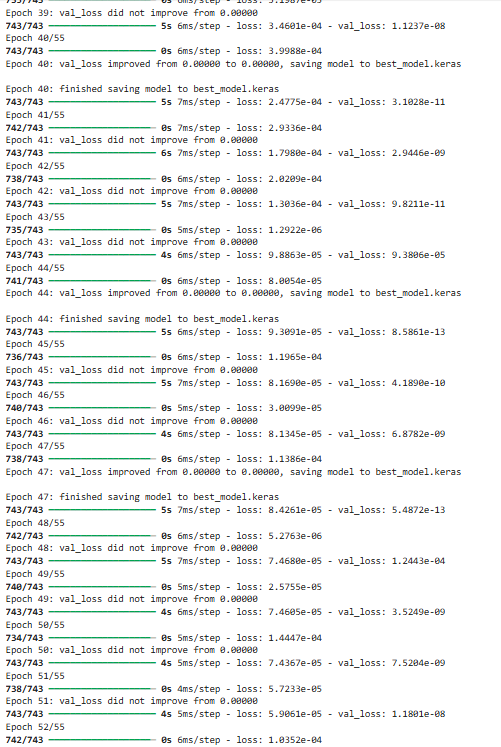 Epoch 39: val_loss did not improve from 0.00000
743/743 5s 6ms/step - loss: 3.4601e-04 - val_loss: 1.1237e-08
Epoch 40/55
743/743 0s 6ms/step - loss: 3.9988e-04
Epoch 40: val_loss improved from 0.00000 to 0.00000, saving model to best_model.keras
Epoch 40: finished saving model to best_model.keras
743/743 5s 7ms/step - loss: 2.4775e-04 - val_loss: 3.1028e-11
Epoch 41/55
742/743 0s 7ms/step - loss: 2.9336e-04
Epoch 41: val_loss did not improve from 0.00000
743/743 6s 7ms/step - loss: 1.7980e-04 - val_loss: 2.9446e-09
Epoch 42/55
738/743 0s 6ms/step - loss: 2.0209e-04
Epoch 42: val_loss did not improve from 0.00000
743/743 5s 7ms/step - loss: 1.3036e-04 - val_loss: 9.8211e-11
Epoch 43/55
735/743 0s 5ms/step - loss: 1.2922e-06
Epoch 43: val_loss did not improve from 0.00000
743/743 4s 6ms/step - loss: 9.8863e-05 - val_loss: 9.3806e-05
Epoch 44/55
741/743 0s 6ms/step - loss: 8.0054e-05
Epoch 44: val_loss improved from 0.00000 to 0.00000, saving model to best_model.keras
Epoch 44: finished saving model to best_model.keras
743/743 5s 6ms/step - loss: 9.3091e-05 - val_loss: 8.5861e-13
Epoch 45/55
736/743 0s 6ms/step - loss: 1.1965e-04
Epoch 45: val_loss did not improve from 0.00000
743/743 5s 7ms/step - loss: 8.1690e-05 - val_loss: 4.1890e-10
Epoch 46/55
740/743 0s 5ms/step - loss: 3.0099e-05
Epoch 46: val_loss did not improve from 0.00000
743/743 4s 6ms/step - loss: 8.1345e-05 - val_loss: 6.8782e-09
Epoch 47/55
738/743 0s 6ms/step - loss: 1.1386e-04
Epoch 47: val_loss improved from 0.00000 to 0.00000, saving model to best_model.keras
Epoch 47: finished saving model to best_model.keras
743/743 5s 7ms/step - loss: 8.4261e-05 - val_loss: 5.4872e-13
Epoch 48/55
742/743 0s 6ms/step - loss: 5.2763e-06
Epoch 48: val_loss did not improve from 0.00000
743/743 5s 7ms/step - loss: 7.4680e-05 - val_loss: 1.2443e-04
Epoch 49/55
740/743 0s 5ms/step - loss: 2.5755e-05
Epoch 49: val_loss did not improve from 0.00000
743/743 4s 6ms/step - loss: 7.4605e-05 - val_loss: 3.5249e-09
Epoch 50/55
734/743 0s 5ms/step - loss: 1.4447e-04
Epoch 50: val_loss did not improve from 0.00000
743/743 4s 5ms/step - loss: 7.4367e-05 - val_loss: 7.5204e-09
Epoch 51/55
738/743 0s 4ms/step - loss: 5.7233e-05
Epoch 51: val_loss did not improve from 0.00000
743/743 4s 5ms/step - loss: 5.9061e-05 - val_loss: 1.1801e-08
Epoch 52/55
742/743 0s 6ms/step - loss: 1.0352e-04